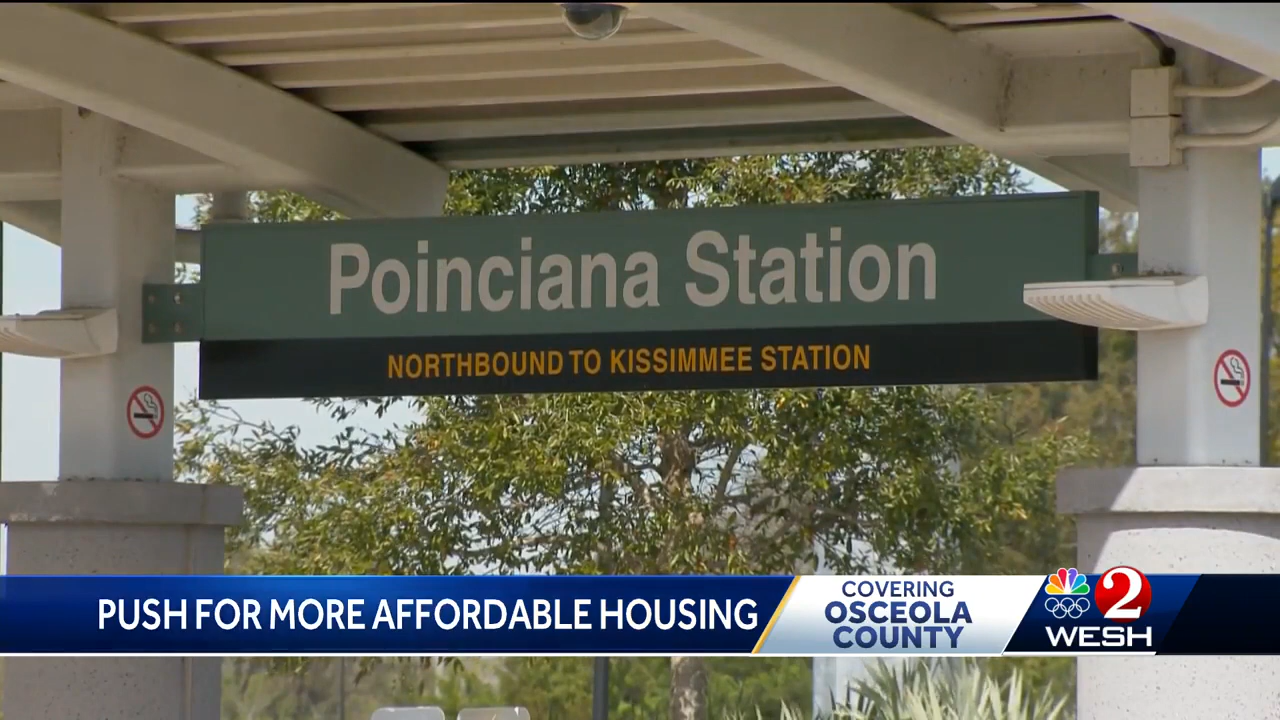 Poinciana Station
NORTHBOUND TO KISSIMMEE STATION
PUSH FOR MORE AFFORDABLE HOUSING
COVERING
OSCEOLA
COUNTY
2
WESH